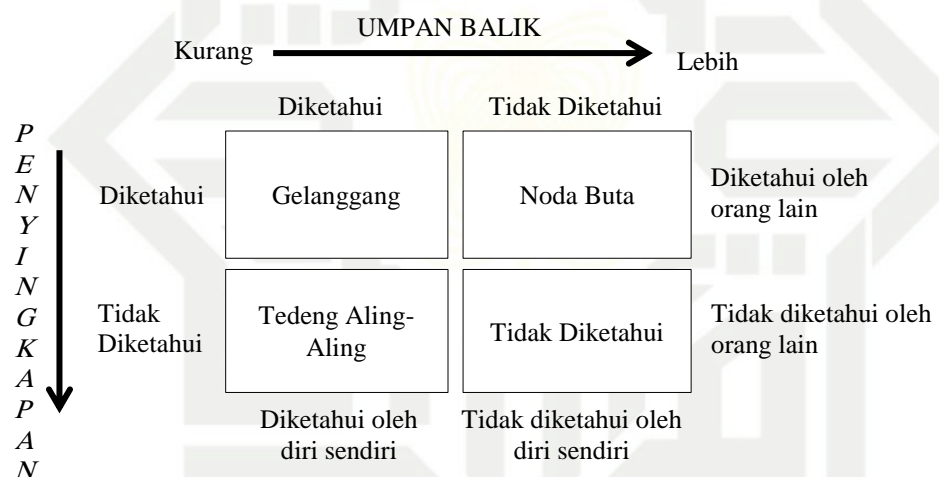 UMPAN BALIK
Kurang
Lebih
Diketahui
Tidak Diketahui
P
E
N
Y
I
N
G
K
A
P
A
N
Diketahui
Gelanggang
Noda Buta
Diketahui oleh
orang lain
Tidak
Diketahui
Tedeng Aling-
Aling
Tidak Diketahui
Tidak diketahui oleh
orang lain
Diketahui oleh
diri sendiri
Tidak diketahui oleh
diri sendiri